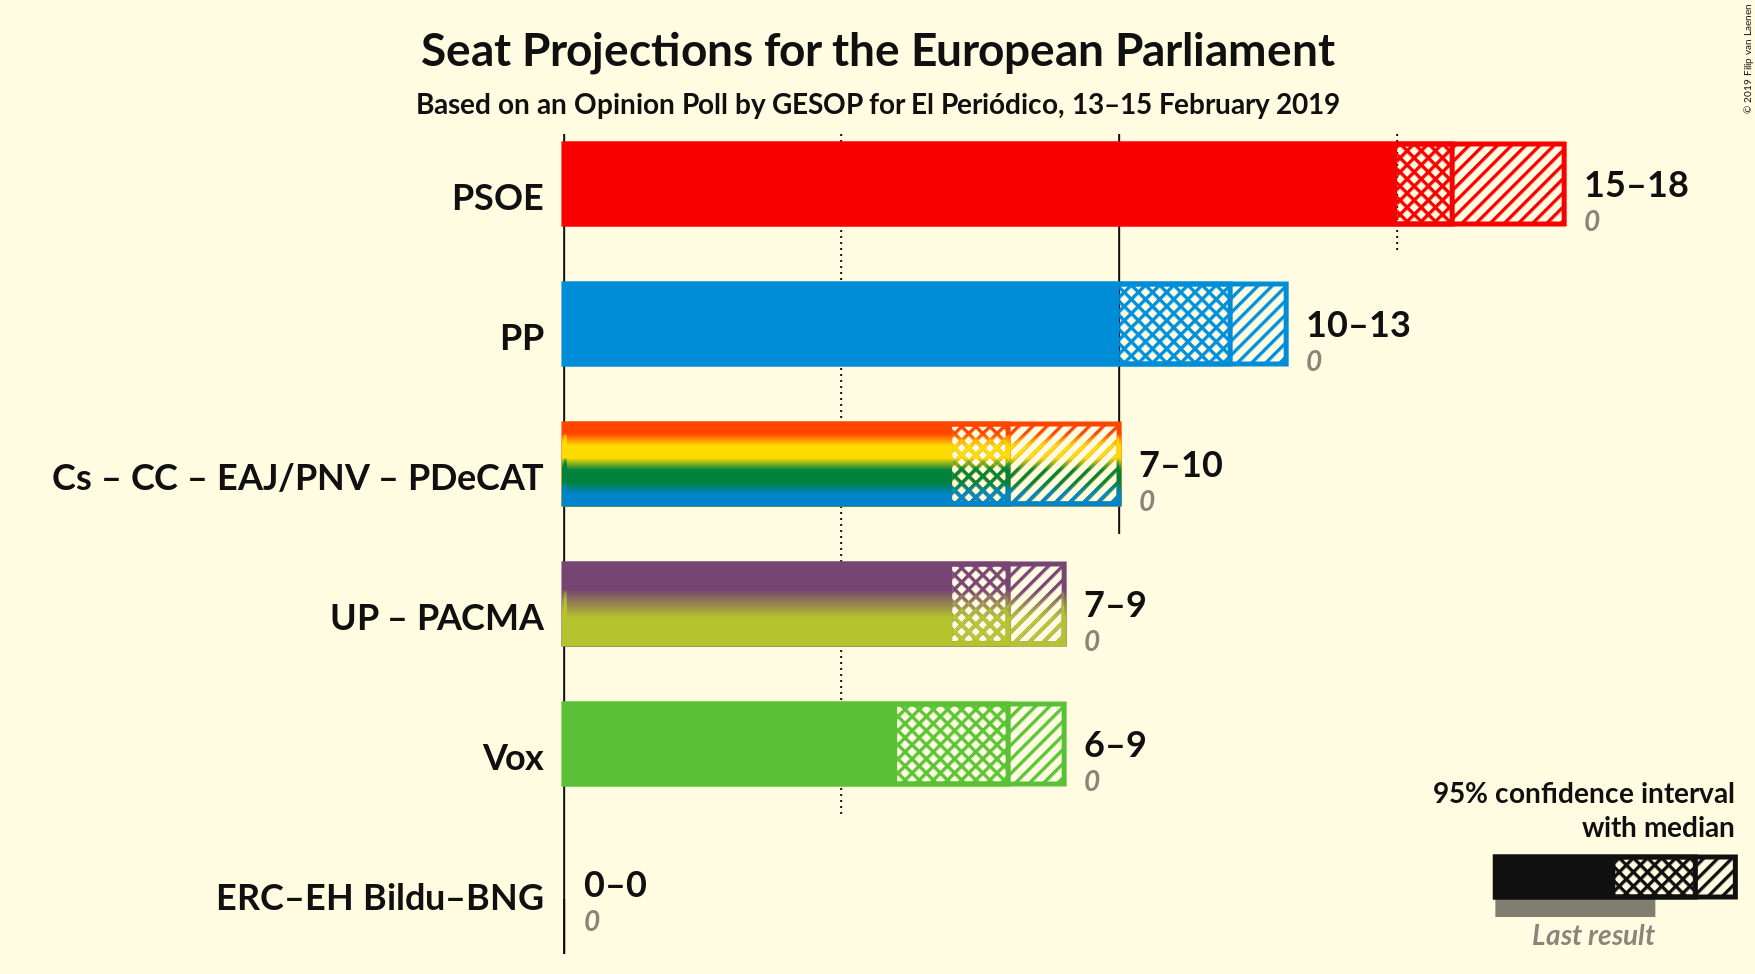 Seat Projections for the European Parliament
Based on an Opinion Poll by GESOP for El Periódico, 13–15 February 2019
© 2019 Filip van Laenen
PSOE
15–18
0
PP
10–13
0
Cs – CC – EAJ/PNV – PDeCAT
7–10
0
UP – PACMA
7–9
0
Vox
6–9
0
ERC–EH Bildu–BNG
0–0
0
95% confidence interval
with median
Last result